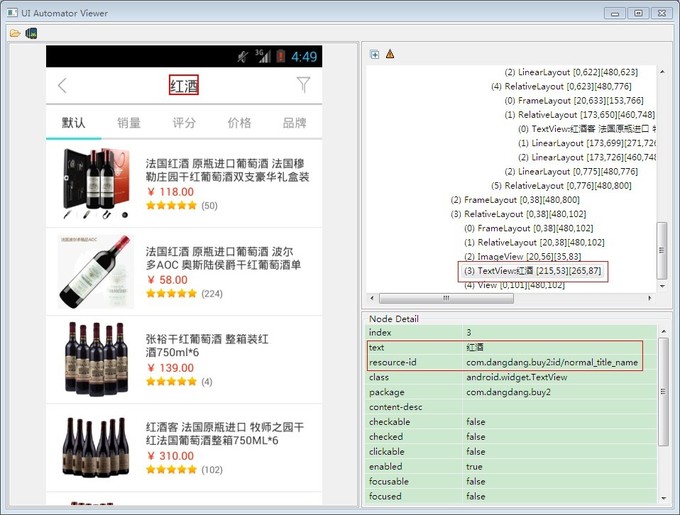 UI Automator Viewer
3G
4:49
红酒
默认
销量
评分
价格
品牌
法国红酒 原瓶进口葡萄酒 法国穆
勒庄园干红葡萄酒双支豪华礼盒装
¥ 118.00
(50)
法国红酒 原瓶进口葡萄酒 波尔
多AOC 奥斯陆侯爵干红葡萄酒单
¥ 58.00
(224)
张裕干红葡萄酒 整箱装红
酒750ml*6
¥ 139.00
(4)
红酒客 法国原瓶进口 牧师之园干
红法国葡萄酒整箱750ML*6
¥ 310.00
(102)
(2) LinearLayout [0,622][480,623]
(4) RelativeLayout [0,623][480,776]
(0) FrameLayout [20,633][153,766]
(1) RelativeLayout [173,650][460,748]
(0) TextView:红酒客 法国原瓶进口
(1) LinearLayout [173,699][271,726
(2) LinearLayout [173,726][460,748
(2) LinearLayout [0,775][480,776]
(5) RelativeLayout [0,776][480,800]
(2) FrameLayout [0,38][480,800]
(3) RelativeLayout [0,38][480,102]
(0) FrameLayout [0,38][480,102]
(1) RelativeLayout [20,38][480,102]
(2) ImageView [20,56][35,83]
(3) TextView:红酒 [215,53][265,87]
(4) View [0,101][480,102]
Node Detail
index 3
text 红酒
resource-id com.dangdang.buy2:id/normal_title_name
class android.widget.TextView
package com.dangdang.buy2
content-desc
checkable false
checked false
clickable false
enabled true
focusable false
focused false